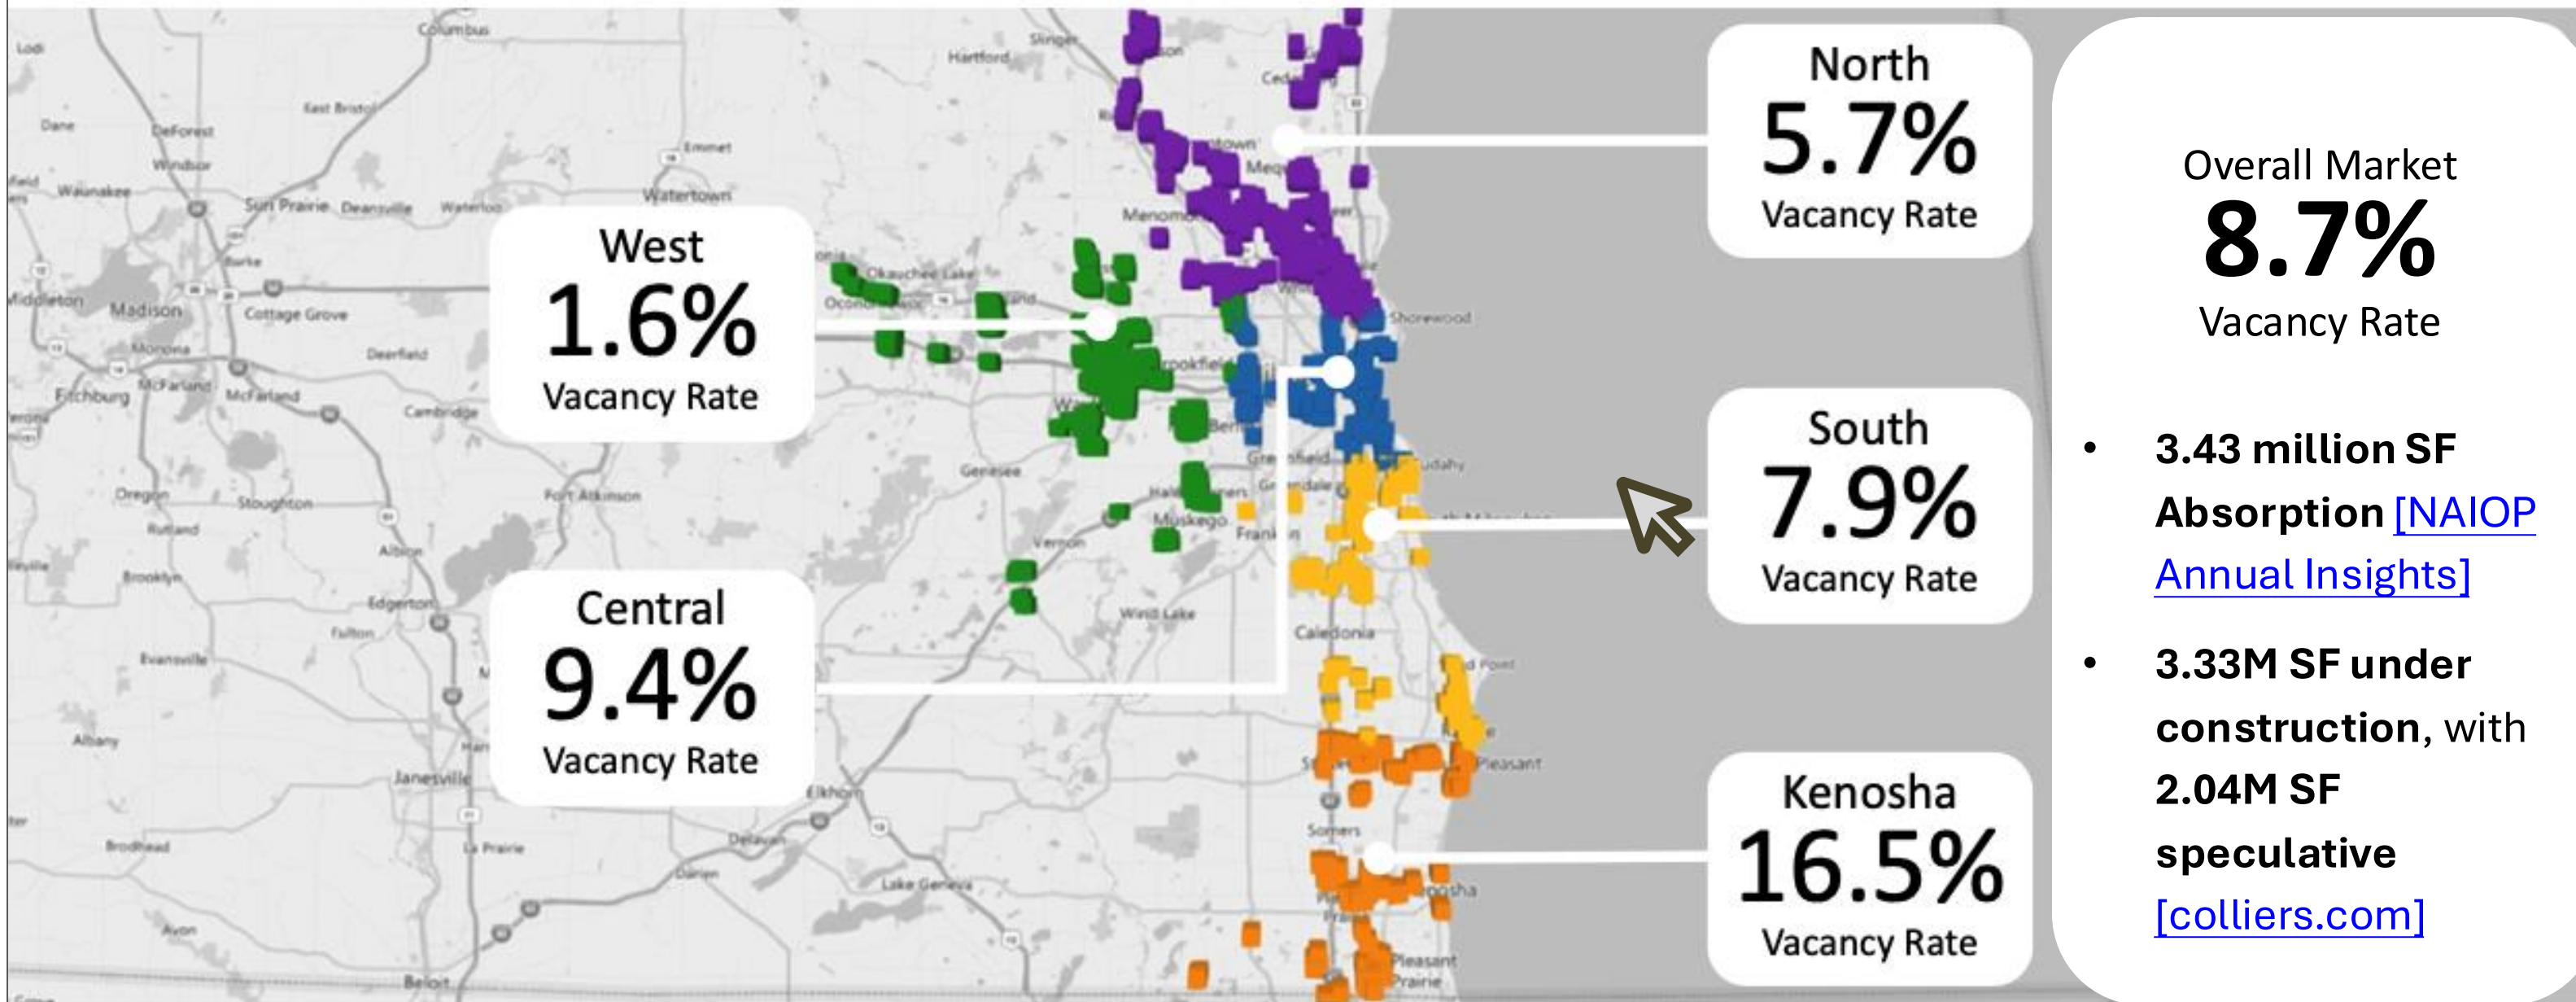 Lodi
Columbus
Slinger
Hartford
East Bristol
Dane
DeForest
Windsor
Emmet
Waunakee
Sun Prairie
Deansville
Waterloo
Watertown
Burke
Middleton
Madison
Cottage Grove
Monona
McFarland
McFarland
Fitchburg
Deerfield
Cambridge
Oregon
Stoughton
Rutland
Fort Atkinson
Albion
Brooklyn
Edgerton
Fulton
Evansville
Albany
Janesville
Brodhead
La Prairie
Avon
Beloit
Elkhorn
Delavan
Darien
Lake Geneva
Okauchee Lake
Genesee
Muskego
Vernon
Wind Lake
Shorewood
Caledonia
Somers
Pleasant
Pleasant
Prairie
West
1.6%
Vacancy Rate
Central
9.4%
Vacancy Rate
North
5.7%
Vacancy Rate
South
7.9%
Vacancy Rate
Kenosha
16.5%
Vacancy Rate
Overall Market
8.7%
Vacancy Rate
• 3.43 million SF
Absorption [NAIOP
Annual Insights]
• 3.33M SF under
construction, with
2.04M SF
speculative
[colliers.com]